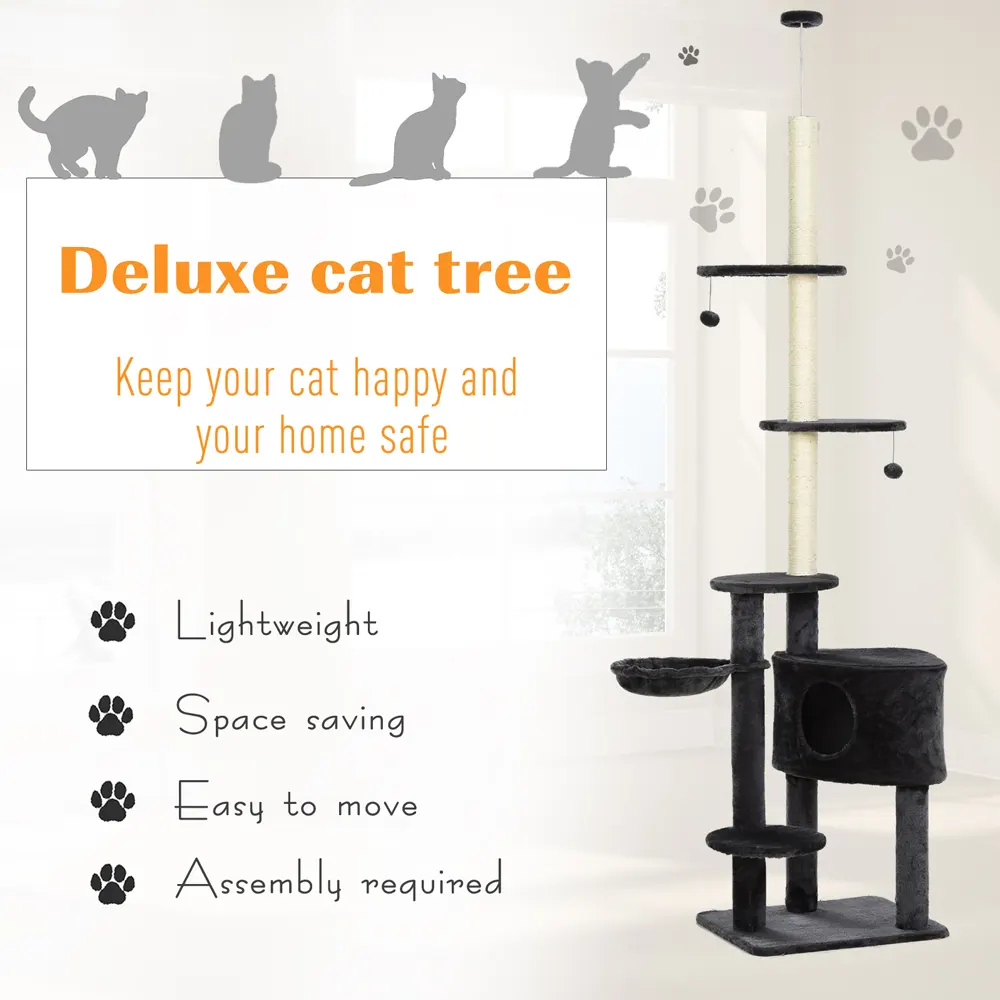 Deluxe cat tree
Keep your cat happy and
your home safe
Lightweight
Space saving
Easy to move
Assembly required